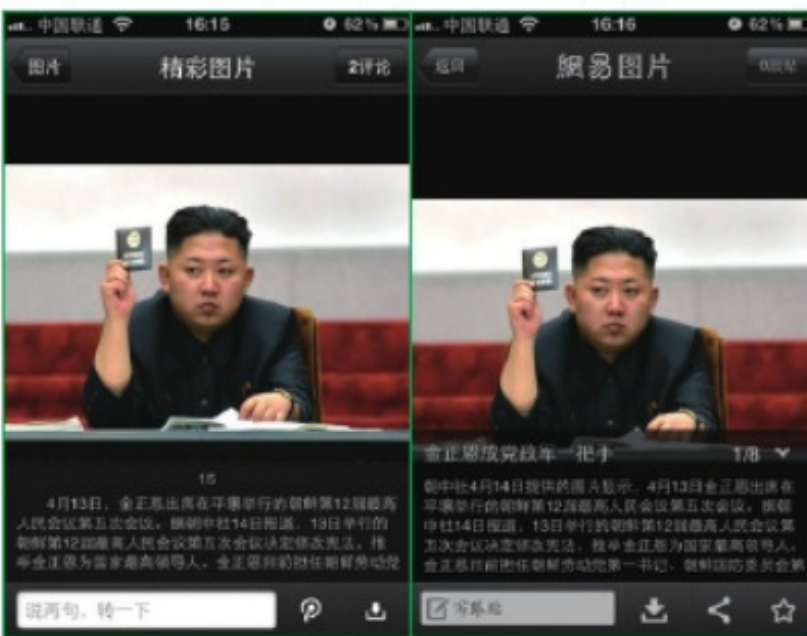 中国联通 16:15 62%
图片 精彩图片 2评论
1/5
4月13日，金正恩出席在平壤举行的朝鲜第12届最高
人民会议第五次会议。据朝中社14日报道，13日举行的
朝鲜第12届最高人民会议第五次会议决定修改宪法，推
举金正恩为国家最高领导人。金正恩目前担任朝鲜劳动党
说两句，转一下
中国联通 16:16 62%
返回 網易图片 0跟帖
金正恩成党政军一把手 1/8
朝中社4月14日提供的图片显示，4月13日金正恩出席在
平壤举行的朝鲜第12届最高人民会议第五次会议。据朝
中社14日报道，13日举行的朝鲜第12届最高人民会议第
五次会议决定修改宪法，推举金正恩为国家最高领导人。
金正恩目前担任朝鲜劳动党第一书记、朝鲜国防委员会第
写跟帖